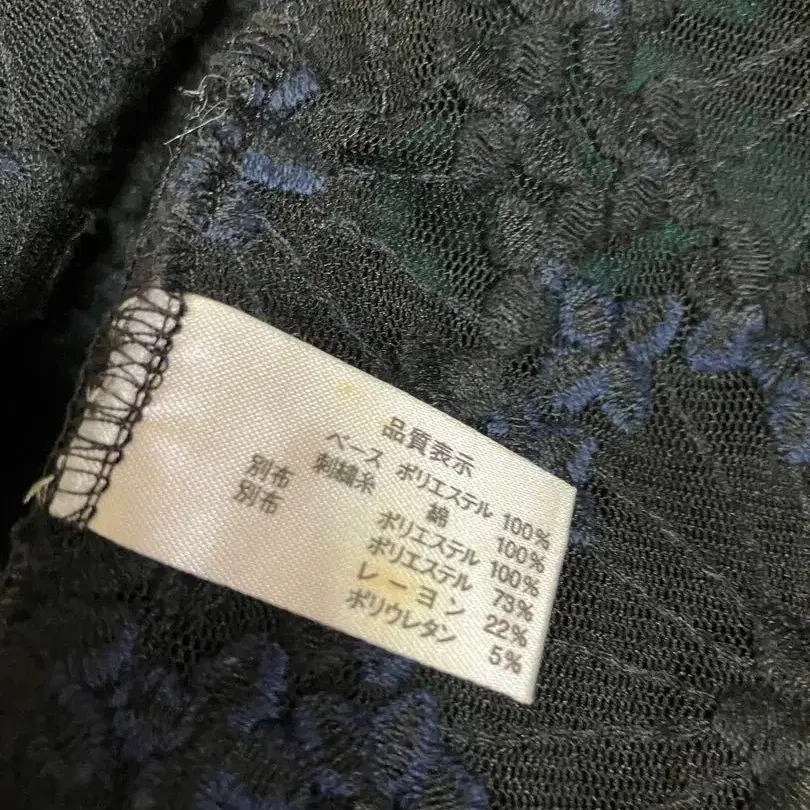 品質表示
ベース ポリエステル 100%
刺繍糸 綿 100%
別布 ポリエステル 100%
別布 ポリエステル 73%
レーヨン 22%
ポリウレタン 5%